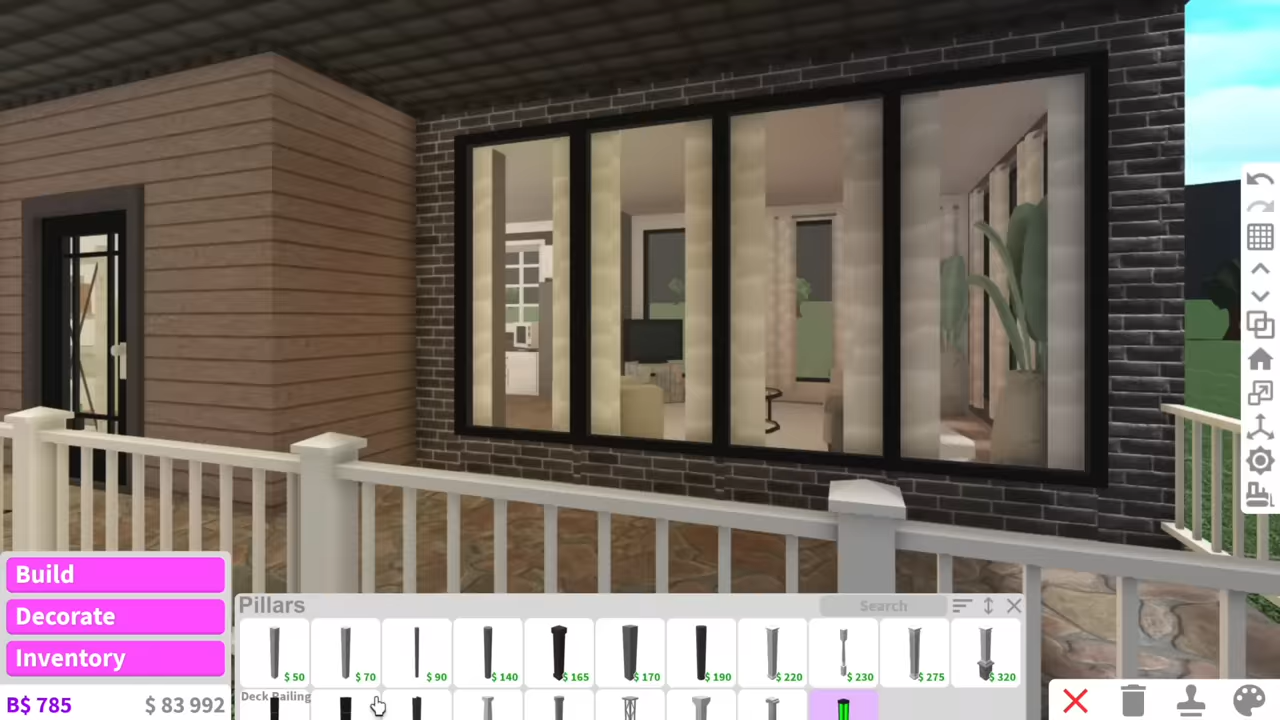 Build
Decorate
Inventory
B$ 785
$ 83 992
Pillars
Search
$ 50
$ 70
$ 90
$ 140
$ 165
$ 170
$ 190
$ 220
$ 230
$ 275
$ 320
Deck Railing